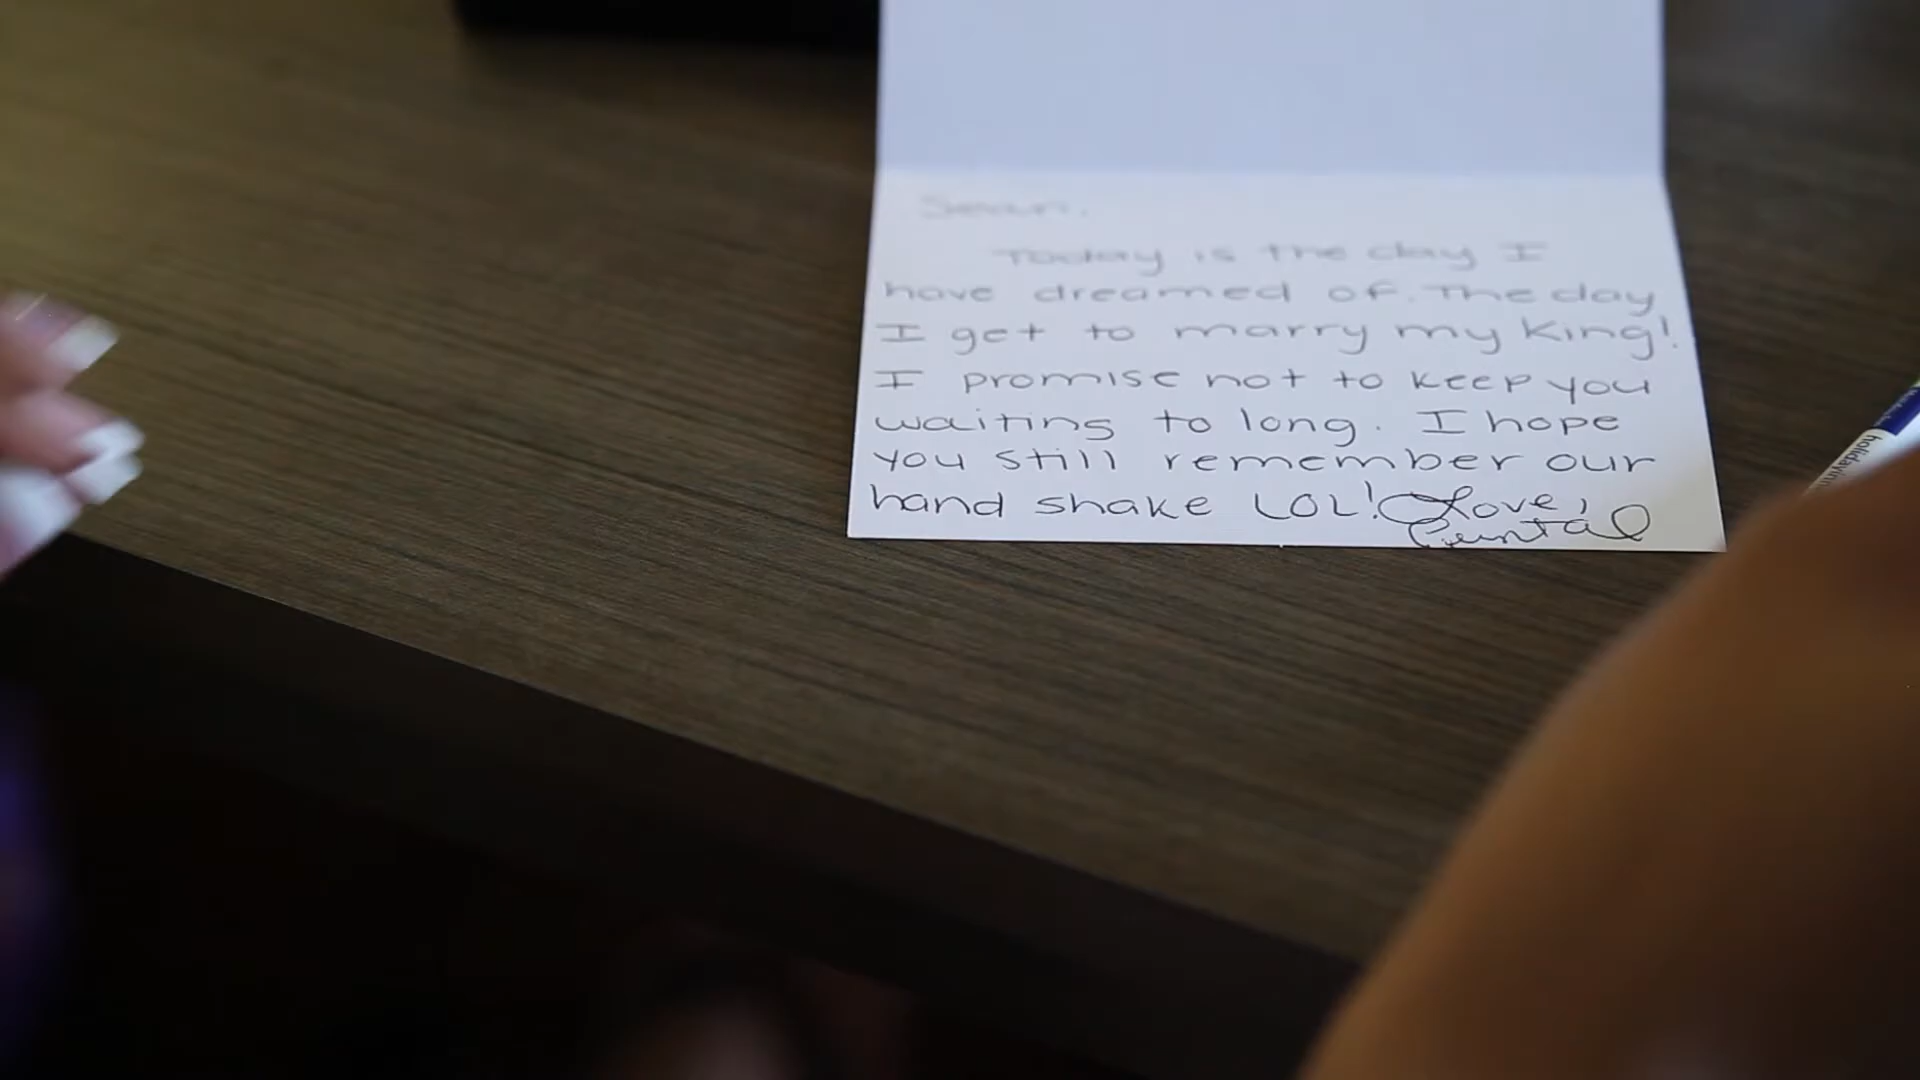 Sean,
Today is the day I
have dreamed of. The day
I get to marry my King!
I promise not to keep you
waiting to long. I hope
you still remember our
hand shake LOL! Love,
holidayinn